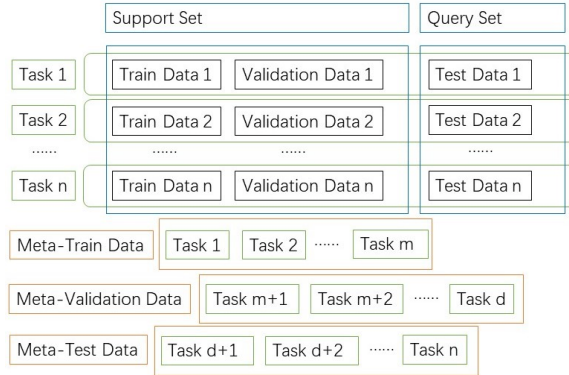 Support Set Query Set
Task 1 Train Data 1 Validation Data 1 Test Data 1
Task 2 Train Data 2 Validation Data 2 Test Data 2
...... ...... ...... ......
Task n Train Data n Validation Data n Test Data n
Meta-Train Data Task 1 Task 2 ...... Task m
Meta-Validation Data Task m+1 Task m+2 ...... Task d
Meta-Test Data Task d+1 Task d+2 ...... Task n